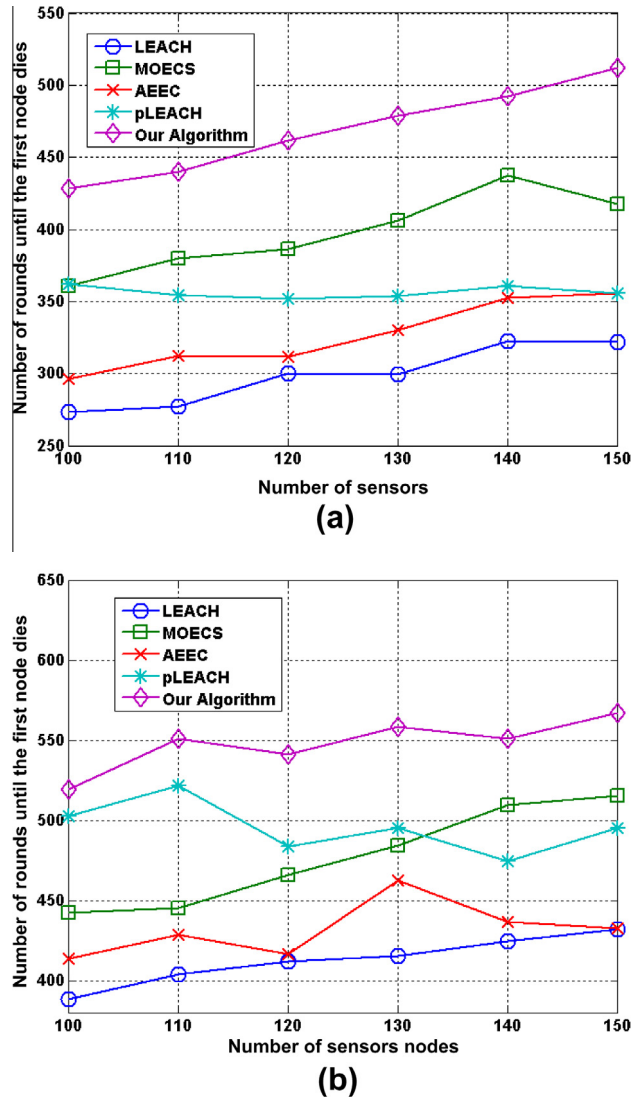 550
500
450
400
350
300
250
Number of rounds until the first node dies
LEACH
MOECS
AEEC
pLEACH
Our Algorithm
100 110 120 130 140 150
Number of sensors
(a)
650
600
550
500
450
400
Number of rounds until the first node dies
LEACH
MOECS
AEEC
pLEACH
Our Algorithm
100 110 120 130 140 150
Number of sensors nodes
(b)